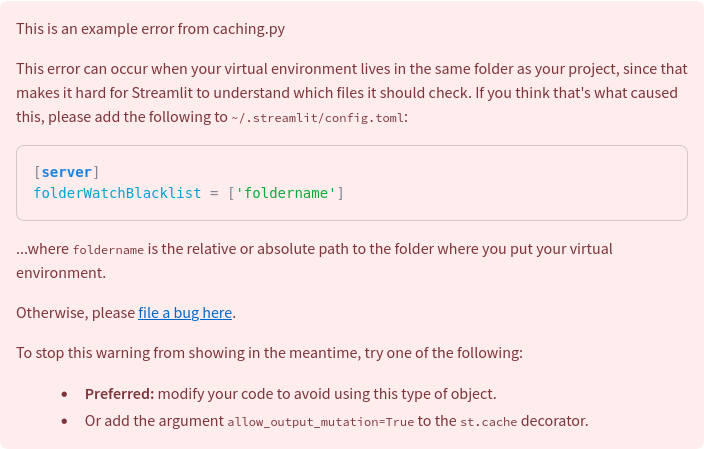 This is an example error from caching.py
This error can occur when your virtual environment lives in the same folder as your project, since that
makes it hard for Streamlit to understand which files it should check. If you think that's what caused
this, please add the following to ~/.streamlit/config.toml:
[server]
folderWatchBlacklist = ['foldername']
...where foldername is the relative or absolute path to the folder where you put your virtual
environment.
Otherwise, please file a bug here.
To stop this warning from showing in the meantime, try one of the following:
• Preferred: modify your code to avoid using this type of object.
• Or add the argument allow_output_mutation=True to the st.cache decorator.